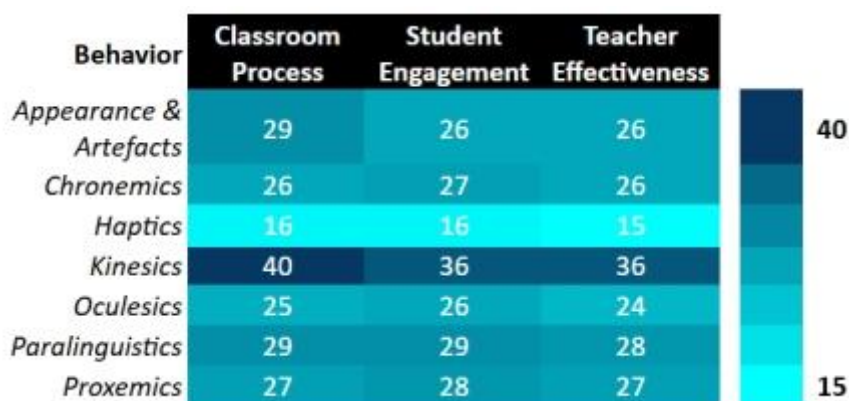 Behavior Classroom Process Student Engagement Teacher Effectiveness
Appearance & Artefacts 29 26 26
Chronemics 26 27 26
Haptics 16 16 15
Kinesics 40 36 36
Oculesics 25 26 24
Paralinguistics 29 29 28
Proxemics 27 28 27
40
15